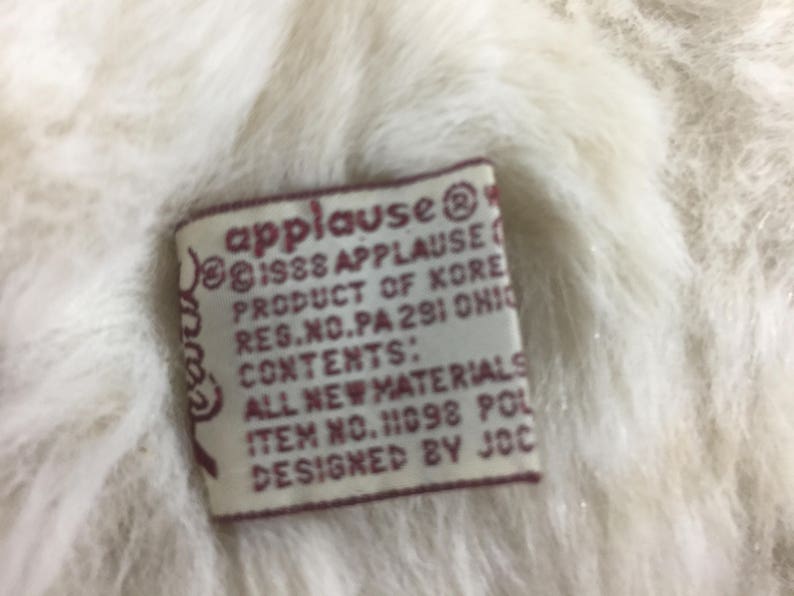 applause®
®©1988 APPLAUSE
PRODUCT OF KORE
REG.NO.PA 291 OHIO
CONTENTS:
ALL NEW MATERIALS
ITEM NO. 11098 POL
DESIGNED BY JOC